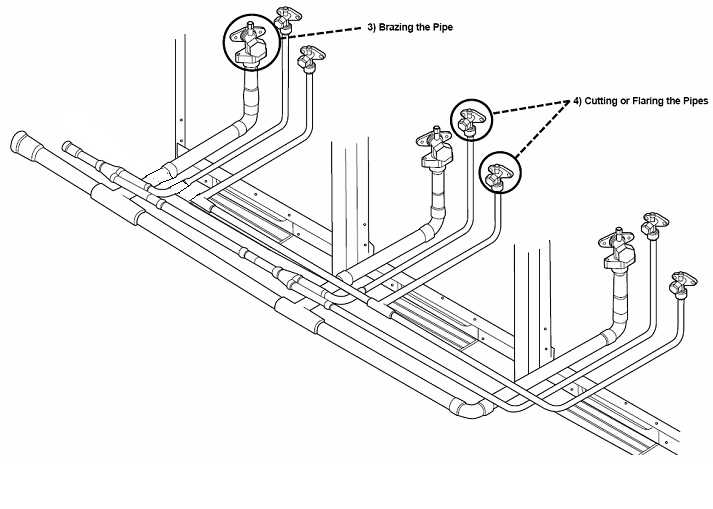 3) Brazing the Pipe
4) Cutting or Flaring the Pipes